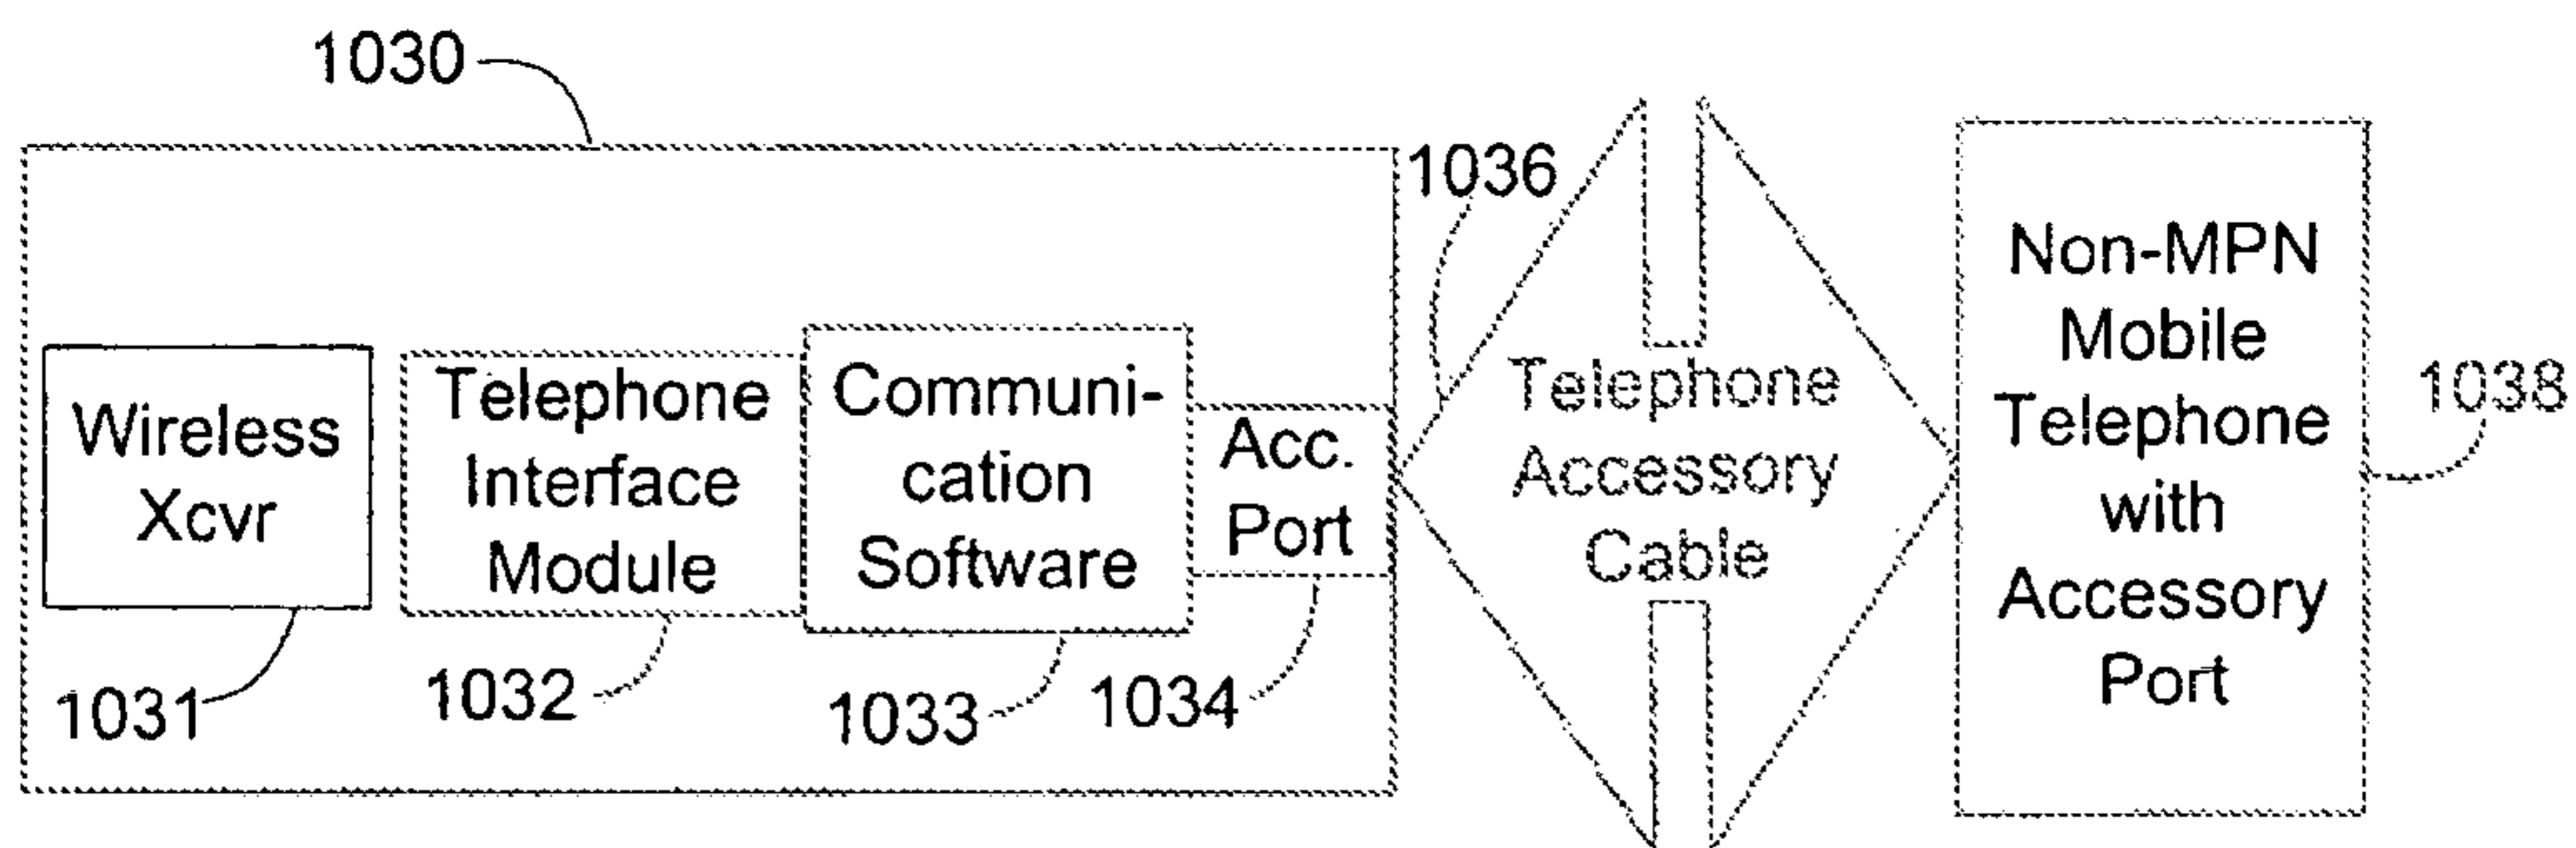 1030
1036
Wireless
Xcvr
Telephone
Interface
Module
Communi-
cation
Software
Acc.
Port
Telephone
Accessory
Cable
Non-MPN
Mobile
Telephone
with
Accessory
Port
1038
1031
1032
1033
1034